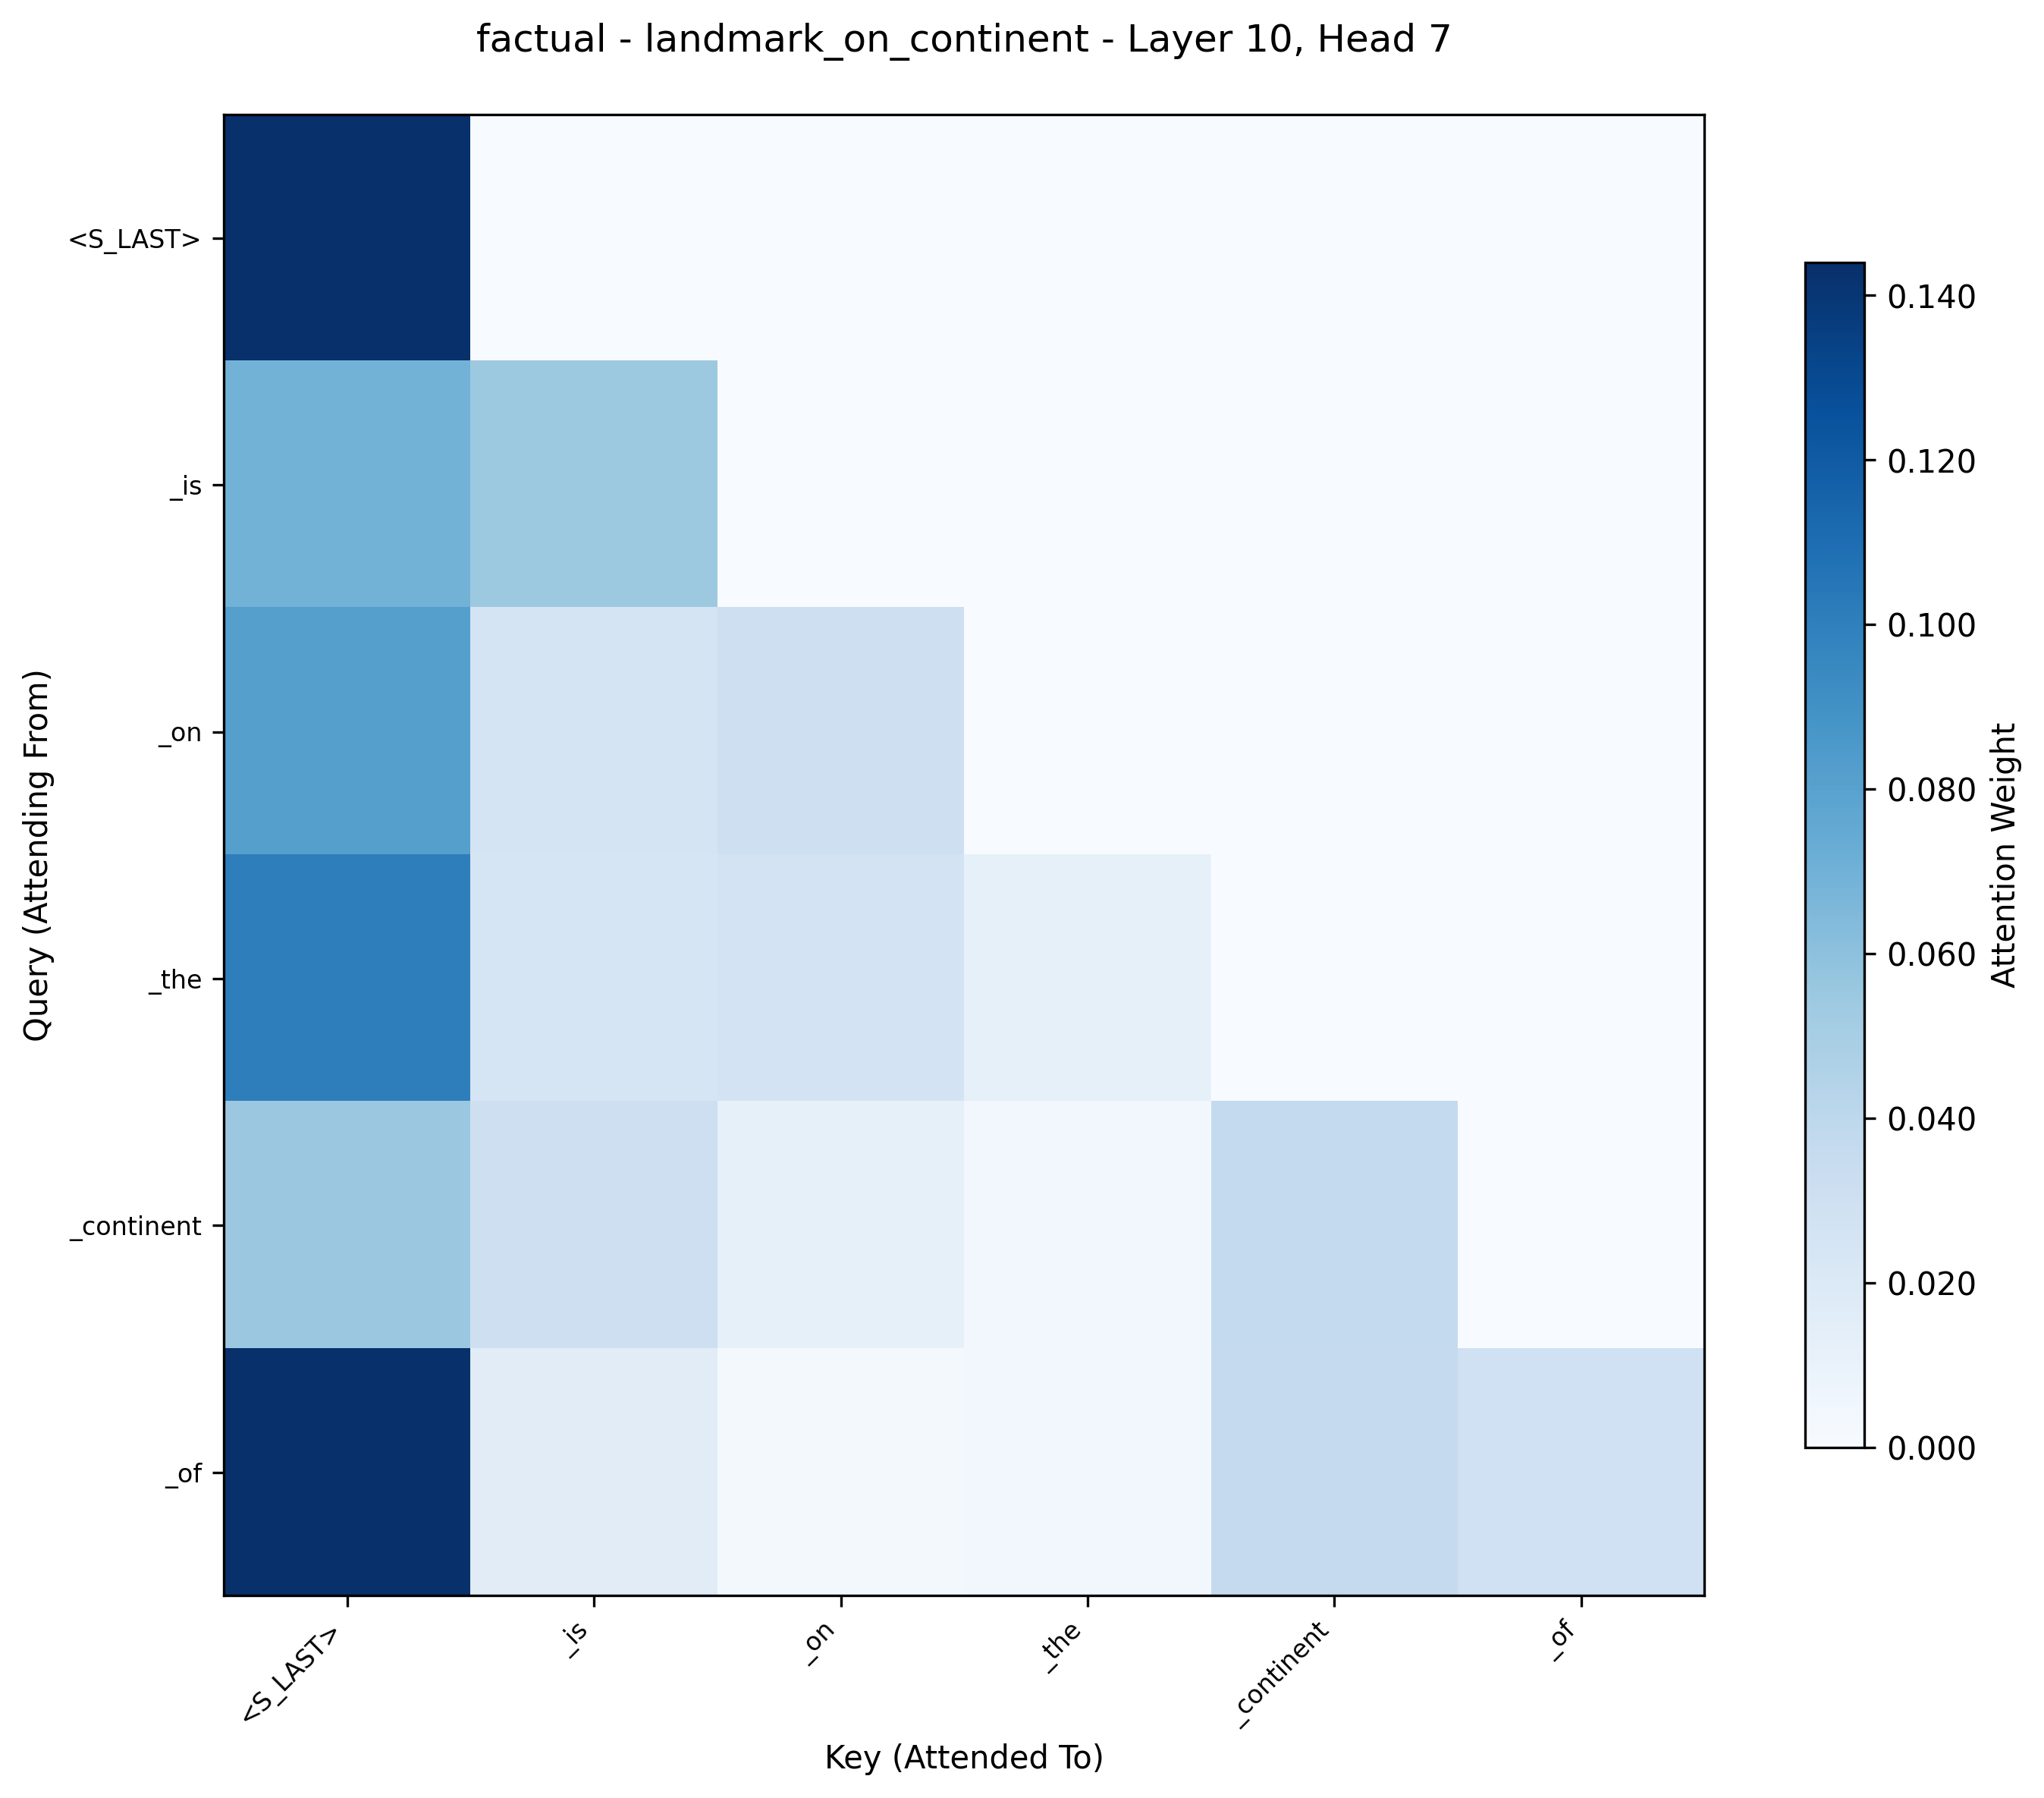 factual - landmark_on_continent - Layer 10, Head 7
Query (Attending From)
<S_LAST>
_is
_on
_the
_continent
_of
<S_LAST>
_is
_on
_the
_continent
_of
Key (Attended To)
0.140
0.120
0.100
0.080
0.060
0.040
0.020
0.000
Attention Weight